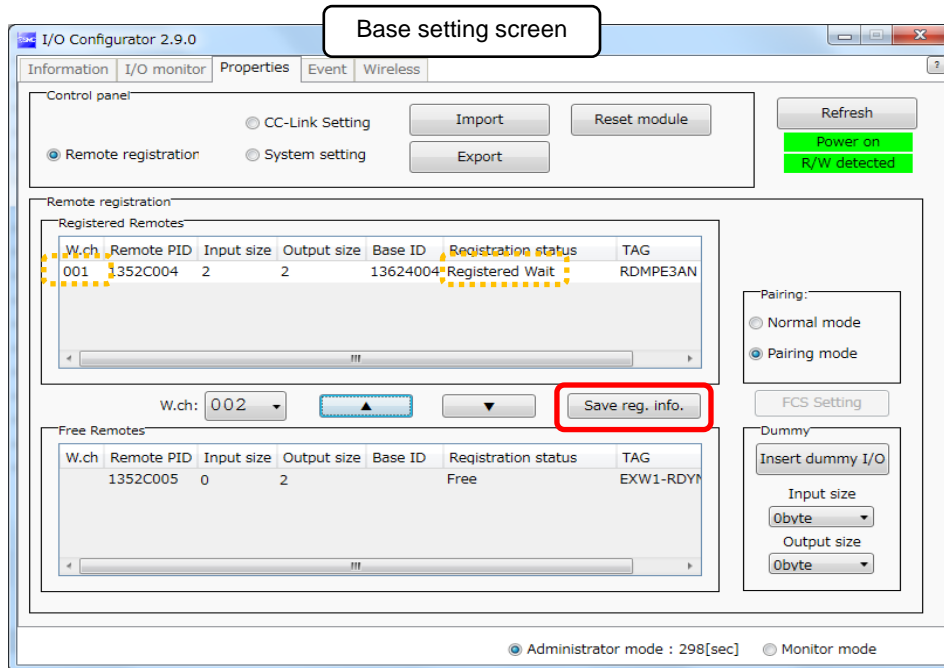 Base setting screen
SMC I/O Configurator 2.9.0
Information I/O monitor Properties Event Wireless ?
Control panel
CC-Link Setting Import Reset module Refresh
Remote registration System setting Export Power on
R/W detected
Remote registration
Registered Remotes
W.ch Remote PID Input size Output size Base ID Registration status TAG
001 1352C004 2 2 13624004 Registered Wait RDMPE3AN
Pairing:
Normal mode
Pairing mode
W.ch: 002 ▲ ▼ Save reg. info. FCS Setting
Free Remotes
W.ch Remote PID Input size Output size Base ID Registration status TAG
1352C005 0 2 Free EXW1-RDYN
Dummy
Insert dummy I/O
Input size
0byte
Output size
0byte
Administrator mode : 298[sec] Monitor mode